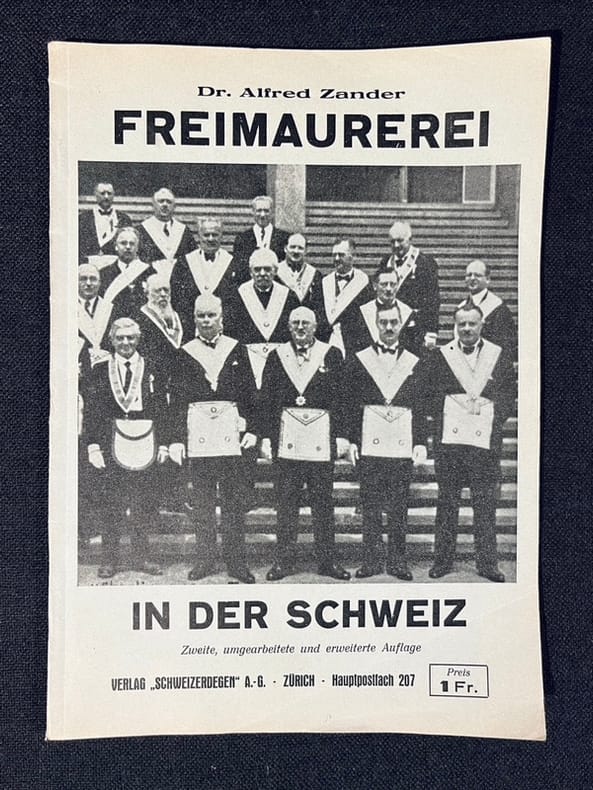 Dr. Alfred Zander
FREIMAUREREI
IN DER SCHWEIZ
Zweite, umgearbeitete und erweiterte Auflage
VERLAG „SCHWEIZERDEGEN“ A.-G. · ZÜRICH · Hauptpostfach 207
Preis
1 Fr.